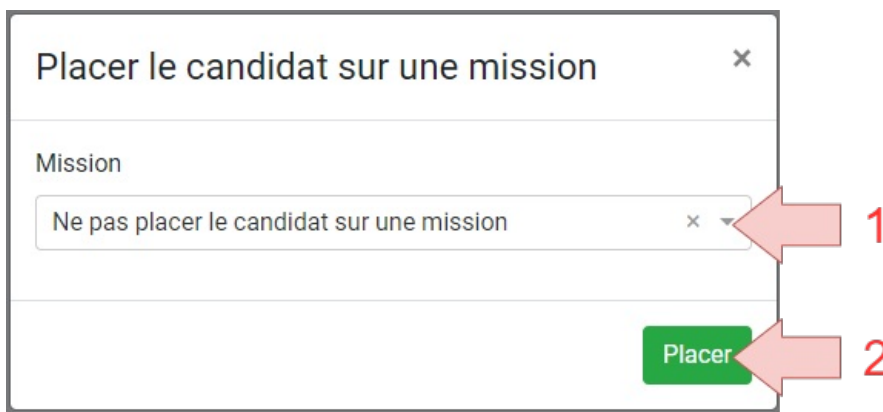 Placer le candidat sur une mission ×
Mission
Ne pas placer le candidat sur une mission × 1
Placer 2